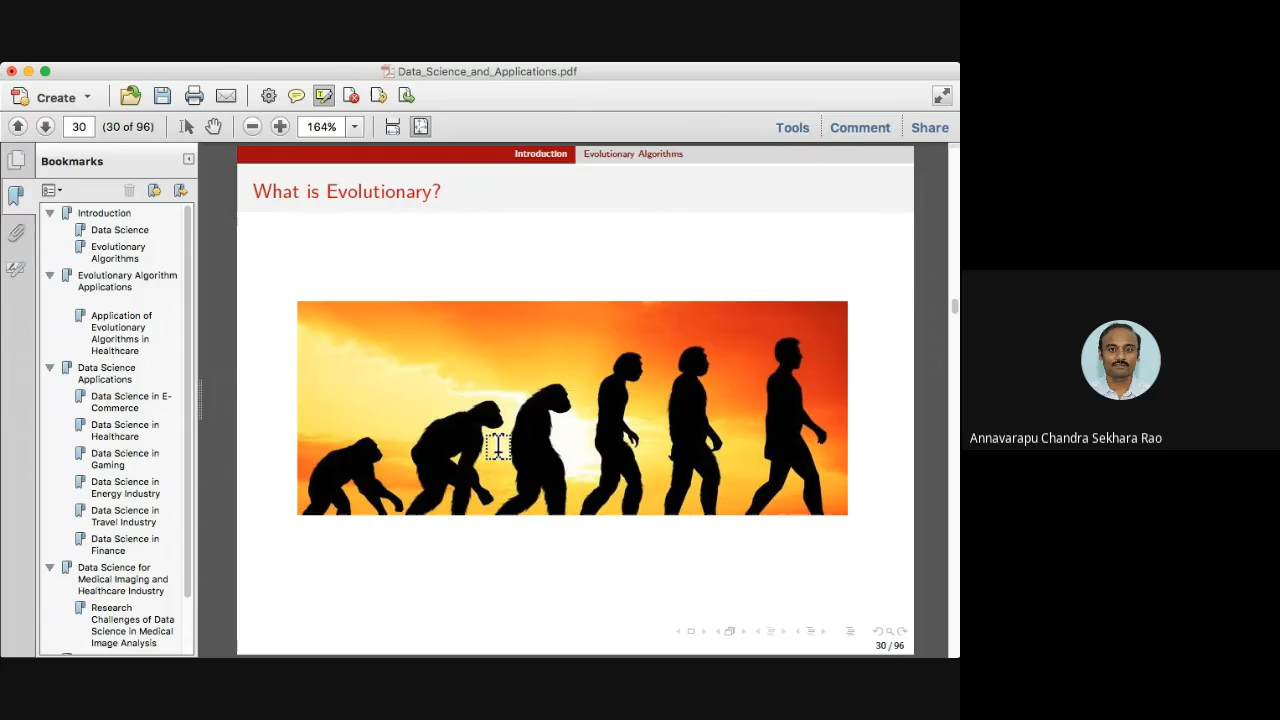 Data_Science_and_Applications.pdf
Create
30 (30 of 96) 164% Tools Comment Share
Bookmarks
Introduction
Data Science
Evolutionary
Algorithms
Evolutionary Algorithm
Applications
Application of
Evolutionary
Algorithms in
Healthcare
Data Science
Applications
Data Science in E-
Commerce
Data Science in
Healthcare
Data Science in
Gaming
Data Science in
Energy Industry
Data Science in
Travel Industry
Data Science in
Finance
Data Science for
Medical Imaging and
Healthcare Industry
Research
Challenges of Data
Science in Medical
Image Analysis
Introduction Evolutionary Algorithms
What is Evolutionary?
30 / 96
Annavarapu Chandra Sekhara Rao